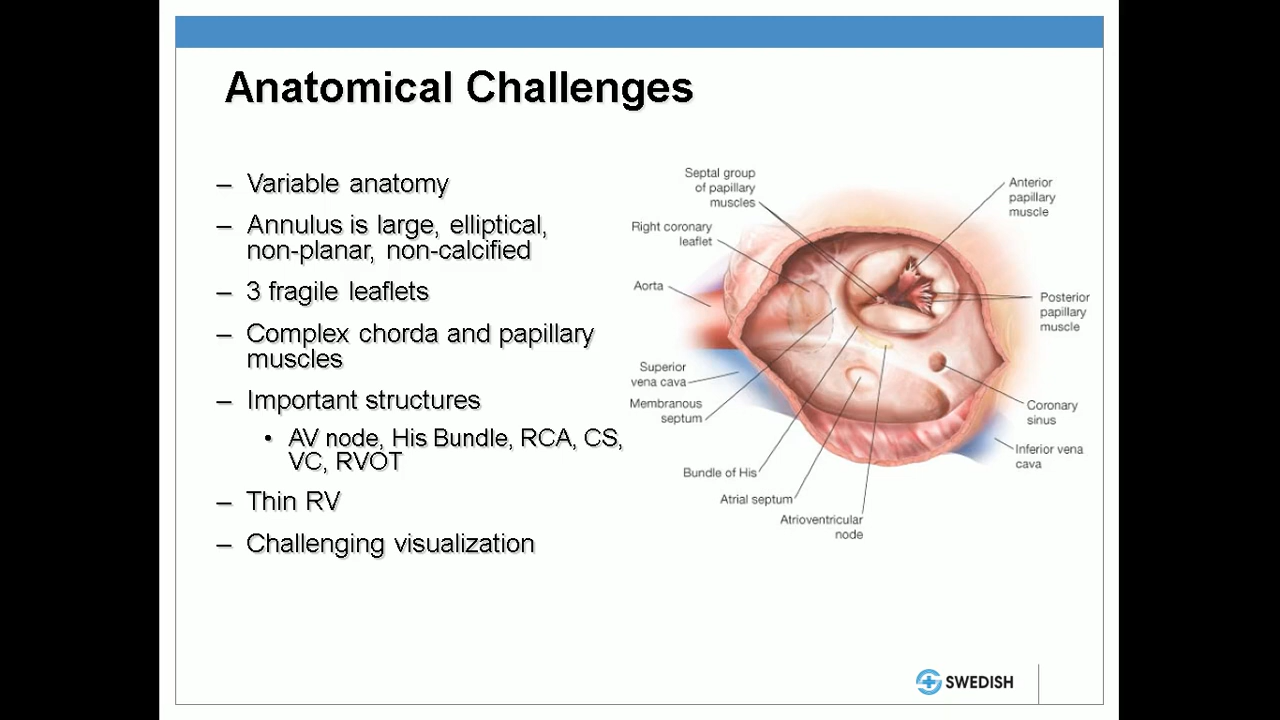 Anatomical Challenges
– Variable anatomy
– Annulus is large, elliptical,
non-planar, non-calcified
– 3 fragile leaflets
– Complex chorda and papillary
muscles
– Important structures
• AV node, His Bundle, RCA, CS,
VC, RVOT
– Thin RV
– Challenging visualization
Septal group
of papillary
muscles
Right coronary
leaflet
Aorta
Superior
vena cava
Membranous
septum
Bundle of His
Atrial septum
Atrioventricular
node
Anterior
papillary
muscle
Posterior
papillary
muscle
Coronary
sinus
Inferior vena
cava
SWEDISH